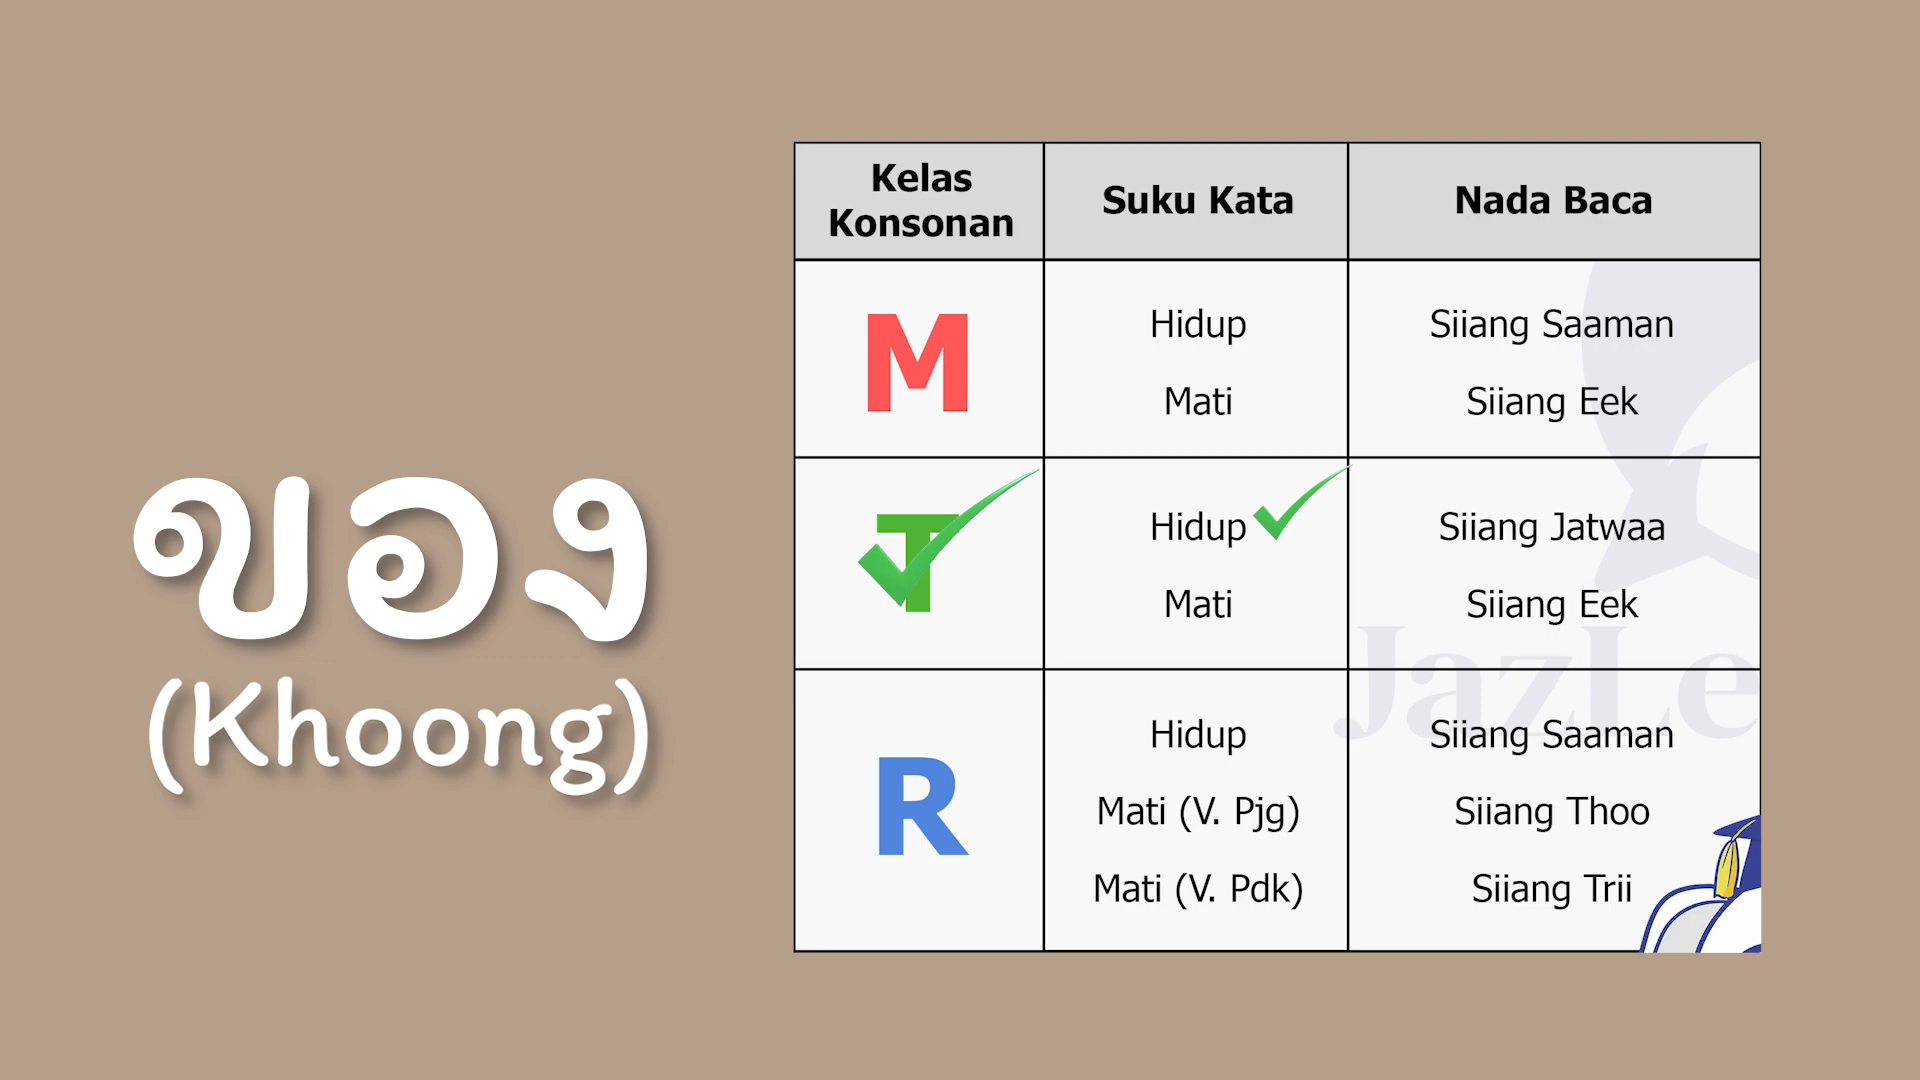 ของ
(Khoong)
Kelas Konsonan Suku Kata Nada Baca
M Hidup Siiang Saaman
Mati Siiang Eek
T Hidup Siiang Jatwaa
Mati Siiang Eek
R Hidup Siiang Saaman
Mati (V. Pjg) Siiang Thoo
Mati (V. Pdk) Siiang Trii
JazLe